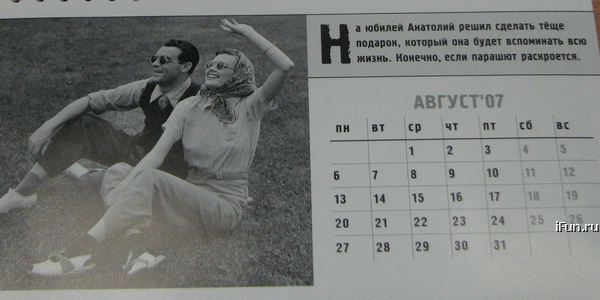 На юбилей Анатолий решил сделать тёще
подарок, который она будет вспоминать всю
жизнь. Конечно, если парашют раскроется.
АВГУСТ'07
пн вт ср чт пт сб вс
1 2 3 4 5
6 7 8 9 10 11 12
13 14 15 16 17 18 19
20 21 22 23 24 25 26
27 28 29 30 31
iFun.ru